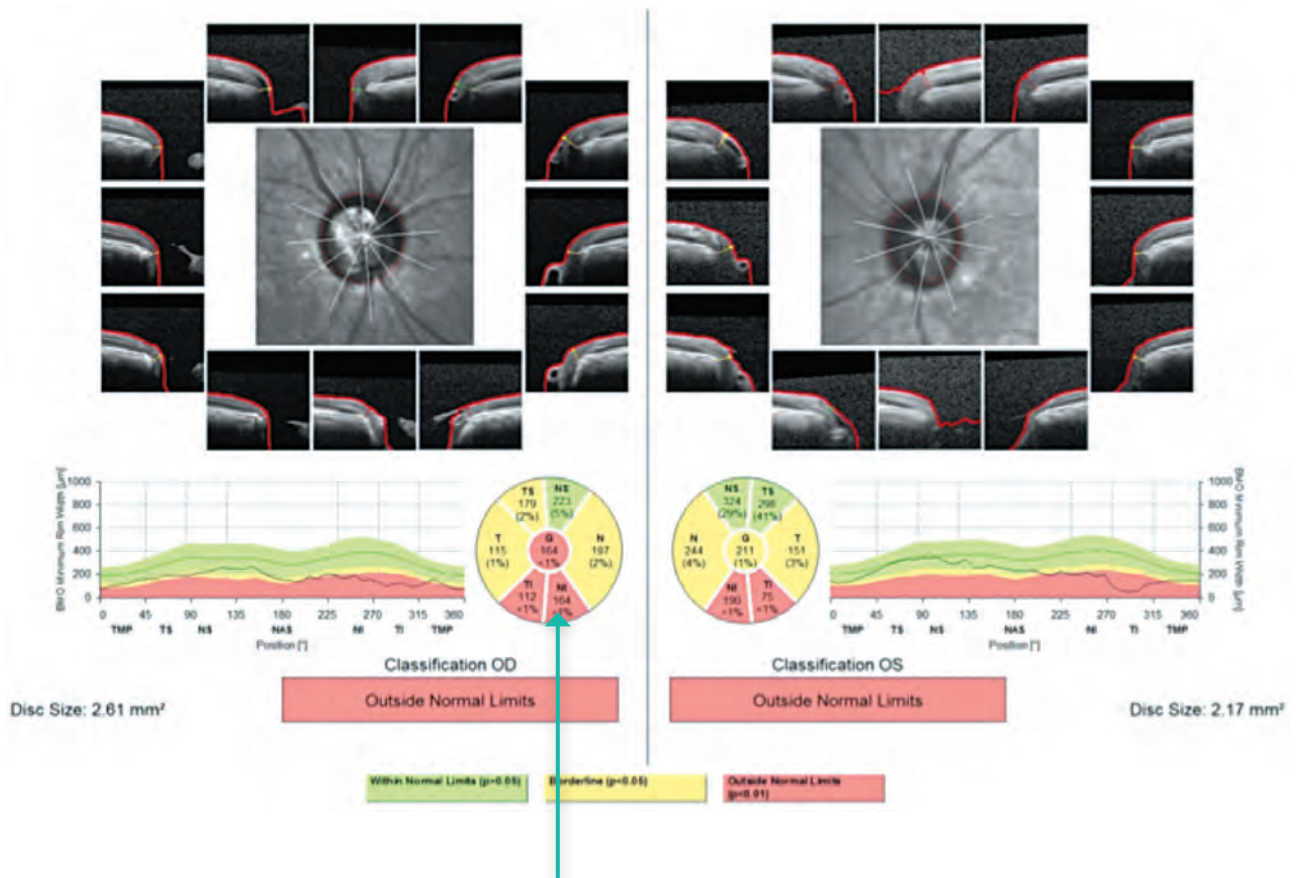 BMO Minimum Rim Width [µm]
1000
800
600
400
200
0
0 45 90 135 180 225 270 315 360
TMP TS NS NAS NI TI TMP
Position [°]
TS
179
(2%)
NS
223
(5%)
T
115
(1%)
G
164
<1%
N
197
(2%)
TI
112
<1%
NI
164
Classification OD
Outside Normal Limits
Disc Size: 2.61 mm²
NS
324
(29%)
TS
298
(41%)
N
244
(4%)
G
211
(1%)
T
151
(3%)
NI
190
<1%
TI
75
<1%
1000
800
600
400
200
0
BMO Minimum Rim Width [µm]
0 45 90 135 180 225 270 315 360
TMP TS NS NAS NI TI TMP
Position [°]
Classification OS
Outside Normal Limits
Disc Size: 2.17 mm²
Within Normal Limits (p>0.05)
Borderline (p<0.05)
Outside Normal Limits
(p<0.01)